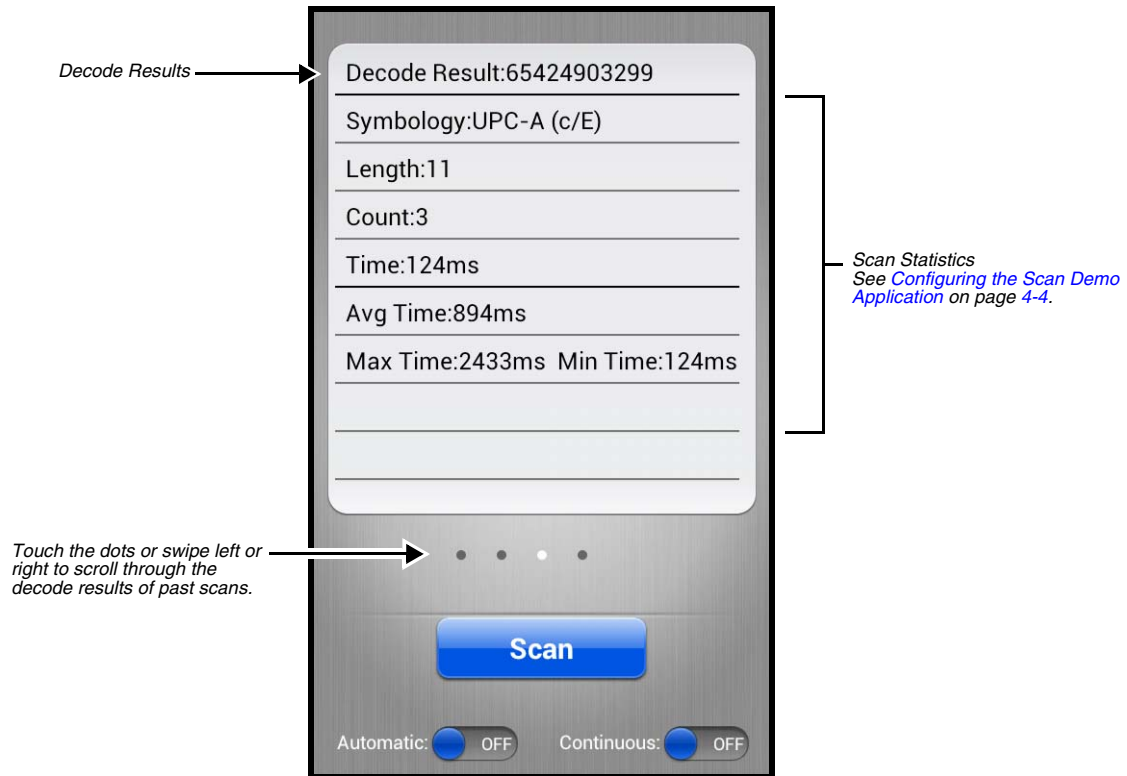 Decode Results
Decode Result:65424903299
Symbology:UPC-A (c/E)
Length:11
Count:3
Time:124ms
Avg Time:894ms
Max Time:2433ms Min Time:124ms
Scan Statistics
See Configuring the Scan Demo
Application on page 4-4.
Touch the dots or swipe left or
right to scroll through the
decode results of past scans.
Scan
Automatic: OFF Continuous: OFF